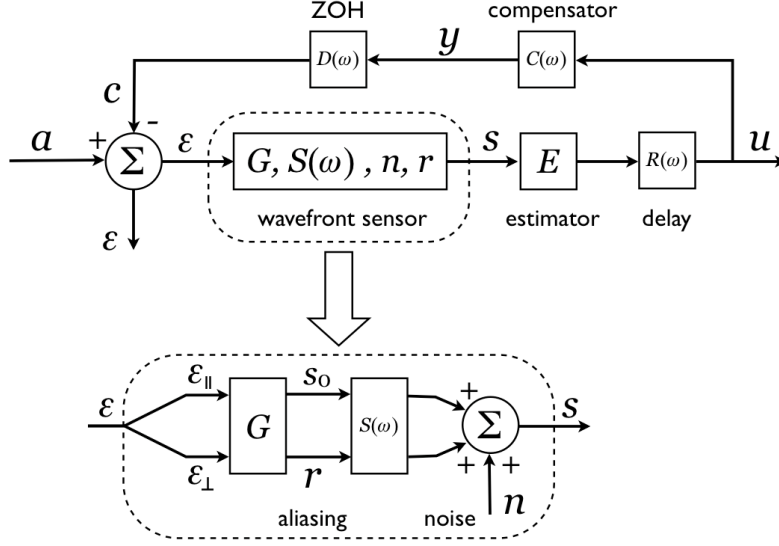 ZOH compensator
D(ω) y C(ω)
c
a + - Σ ε G, S(ω) , n, r s E R(ω) u
wavefront sensor estimator delay
ε
ε ε∥ G s₀ S(ω) + Σ s
ε⊥ r + +
n
aliasing noise